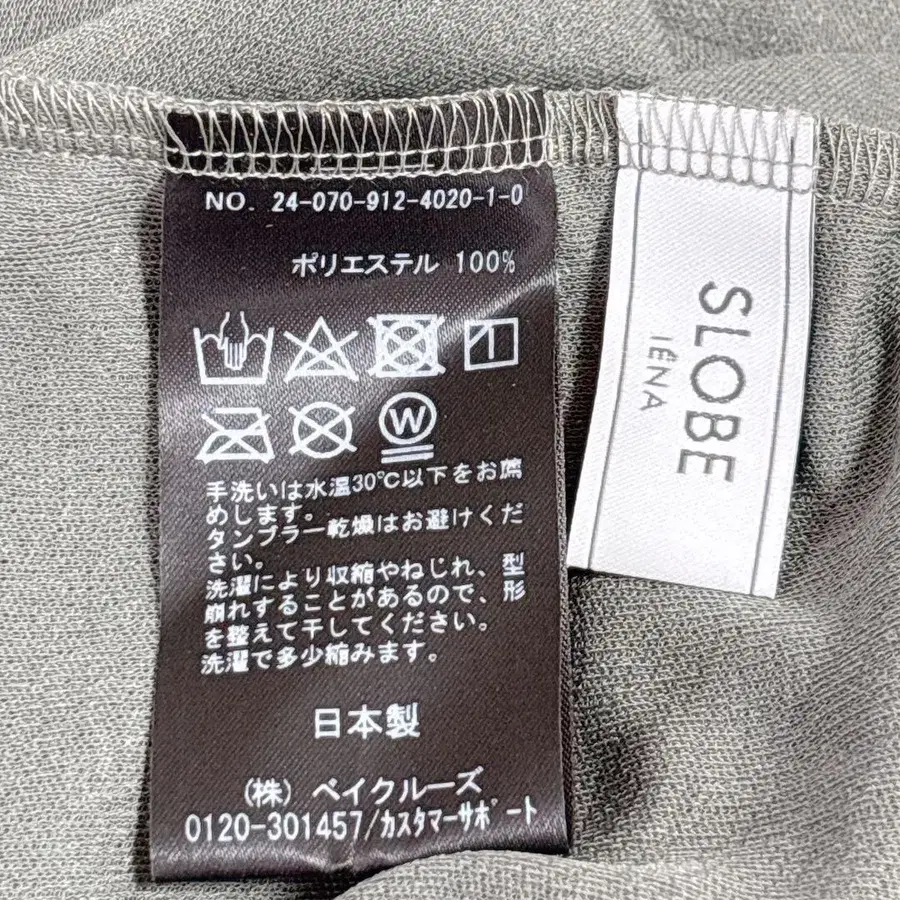 NO. 24-070-912-4020-1-0
ポリエステル 100%
W
手洗いは水温30℃以下をお薦
めします。
タンブラー乾燥はお避けくだ
さい。
洗濯により収縮やねじれ、型
崩れすることがあるので、形
を整えて干してください。
洗濯で多少縮みます。
日本製
(株) ベイクルーズ
0120-301457/カスタマーサポート
SLOBE
IÉNA